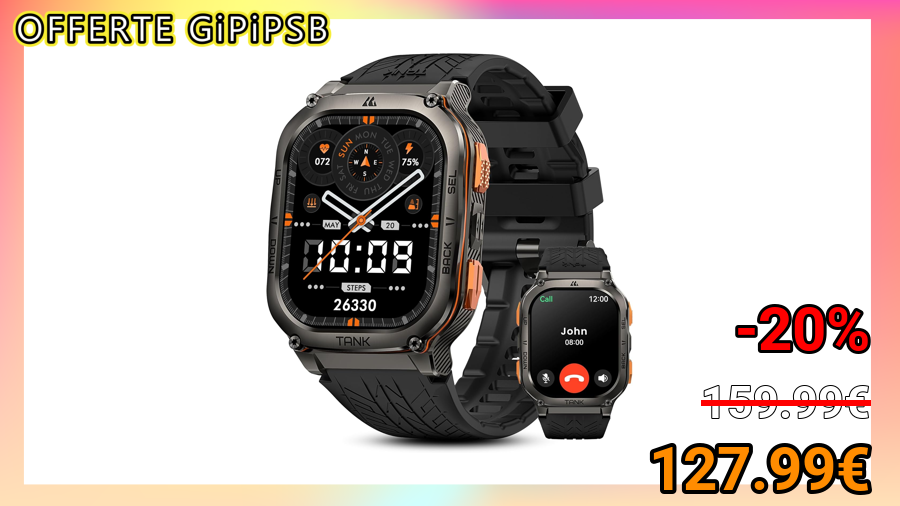 OFFERTE GiPiPSB
072
SUN MON TUE WED THU FRI SAT
N
W E
S
75%
MAY 20
10:09
STEPS
26330
TANK
SEL
BACK
UP
TANK
Call 12:00
John
08:00
TANK
-20%
159.99€
127.99€